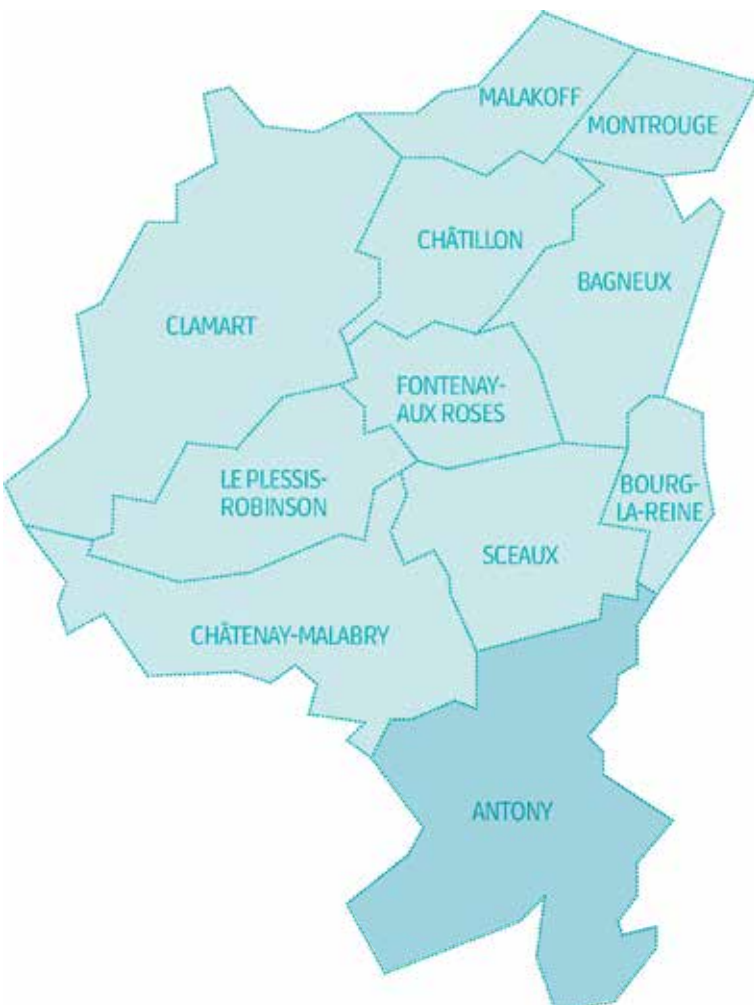 MALAKOFF
MONTROUGE
CHÂTILLON
BAGNEUX
CLAMART
FONTENAY-
AUX ROSES
LE PLESSIS-
ROBINSON
BOURG-
LA-REINE
SCEAUX
CHÂTENAY-MALABRY
ANTONY